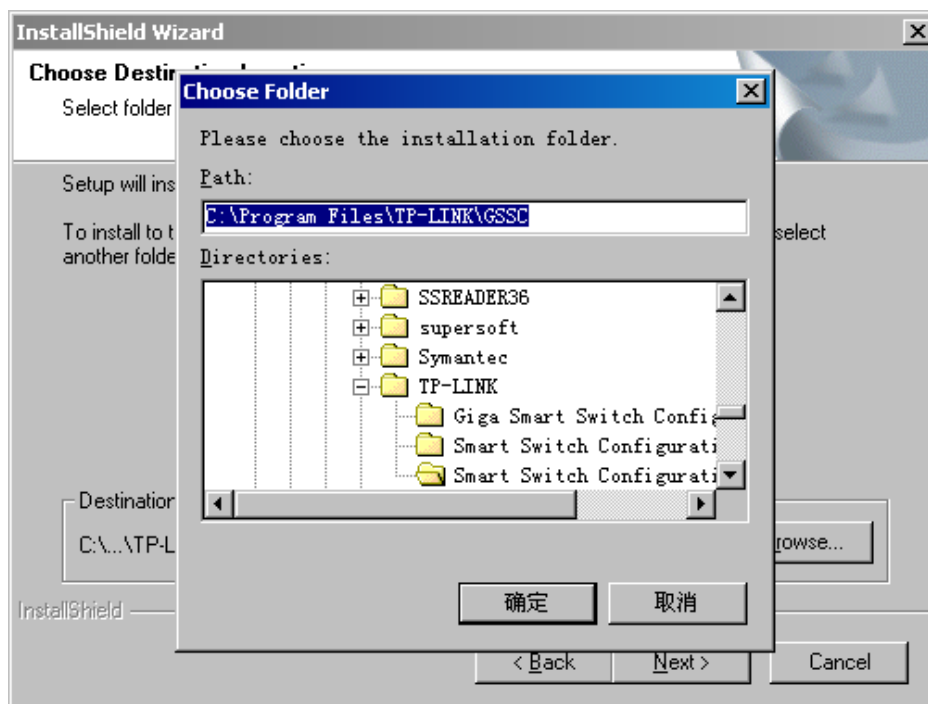 InstallShield Wizard
Choose
Select folder
Choose Folder
Please choose the installation folder.
Path:
C:\Program Files\TP-LINK\GSSC
Directories:
SSREADER36
supersoft
Symantec
TP-LINK
Giga Smart Switch Config
Smart Switch Configurati
Smart Switch Configurati
Setup will ins
To install to t
select
another folde
Destination
C:\...\TP-L
rowse...
InstallShield
确定
取消
< Back
Next >
Cancel